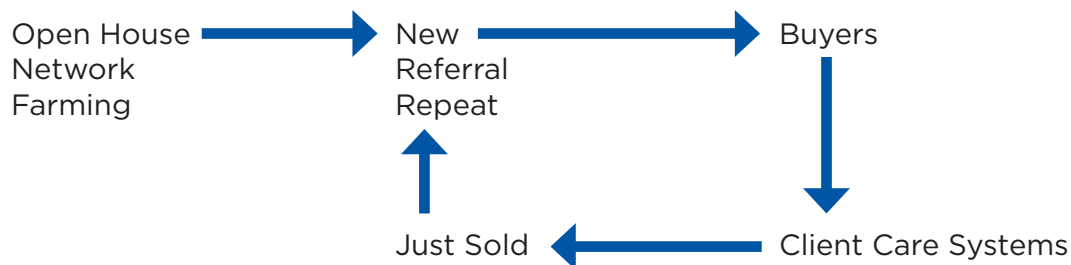 Open House
Network
Farming
New
Referral
Repeat
Buyers
Just Sold
Client Care Systems